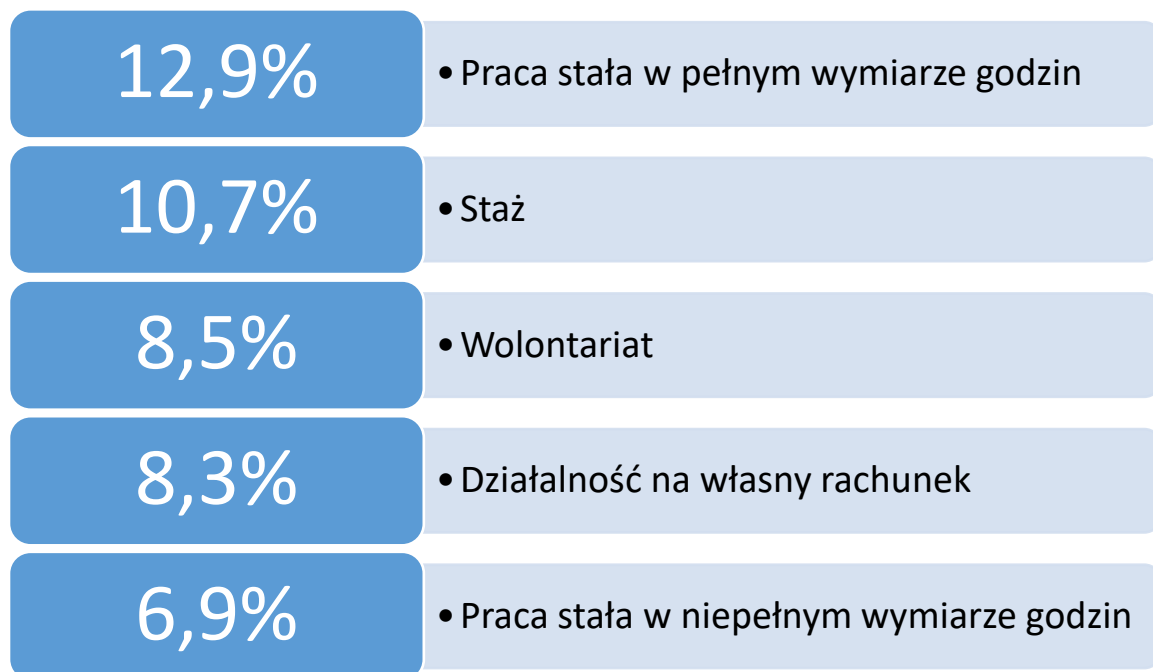 12,9%
• Praca stała w pełnym wymiarze godzin
10,7%
• Staż
8,5%
• Wolontariat
8,3%
• Działalność na własny rachunek
6,9%
• Praca stała w niepełnym wymiarze godzin